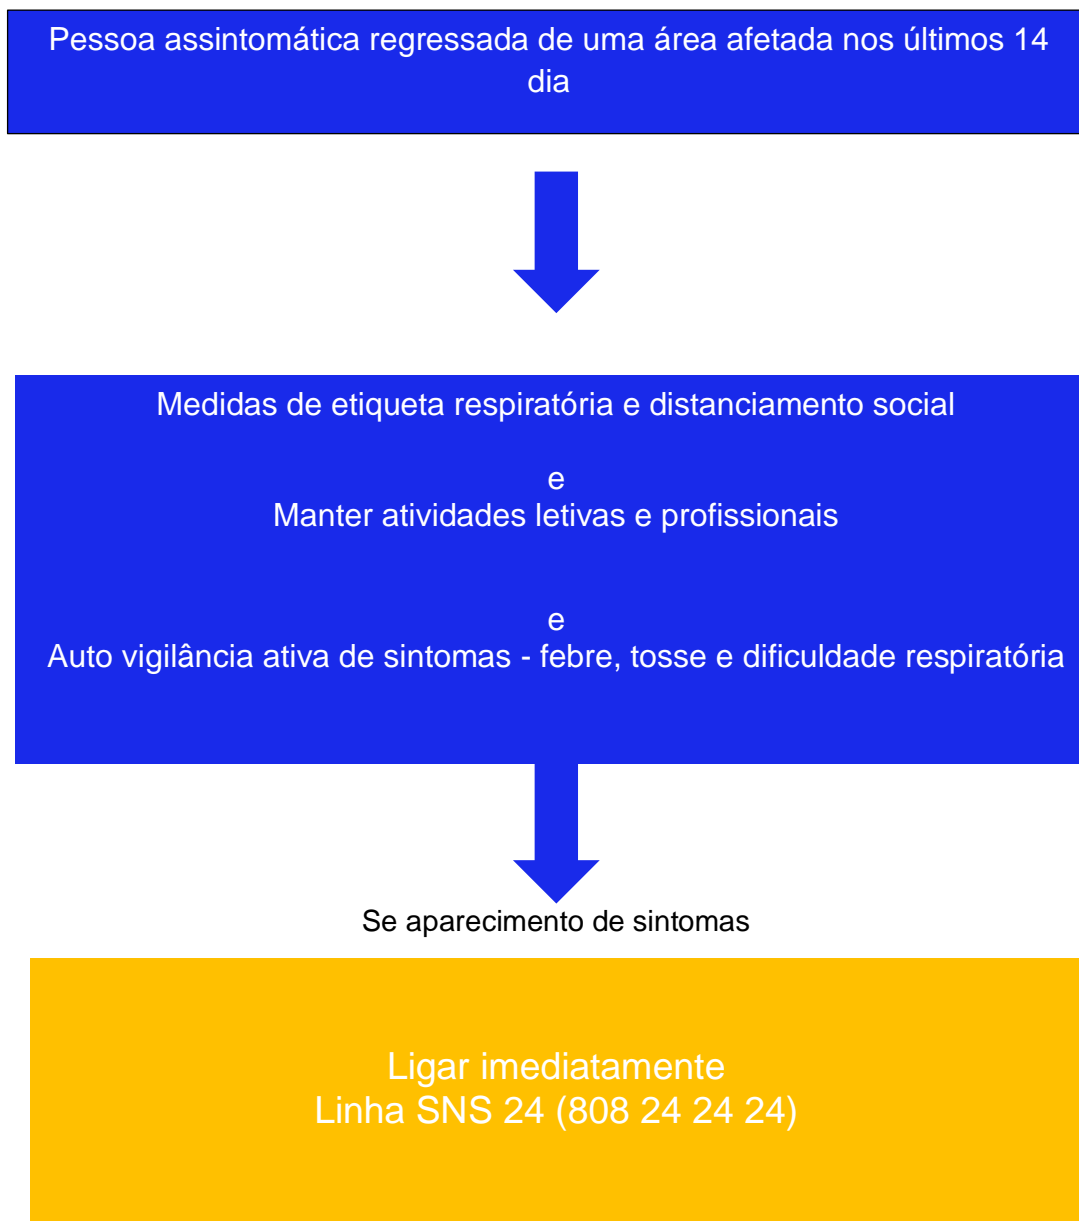 Pessoa assintomática regressada de uma área afetada nos últimos 14
dia
Medidas de etiqueta respiratória e distanciamento social
e
Manter atividades letivas e profissionais
e
Auto vigilância ativa de sintomas - febre, tosse e dificuldade respiratória
Se aparecimento de sintomas
Ligar imediatamente
Linha SNS 24 (808 24 24 24)